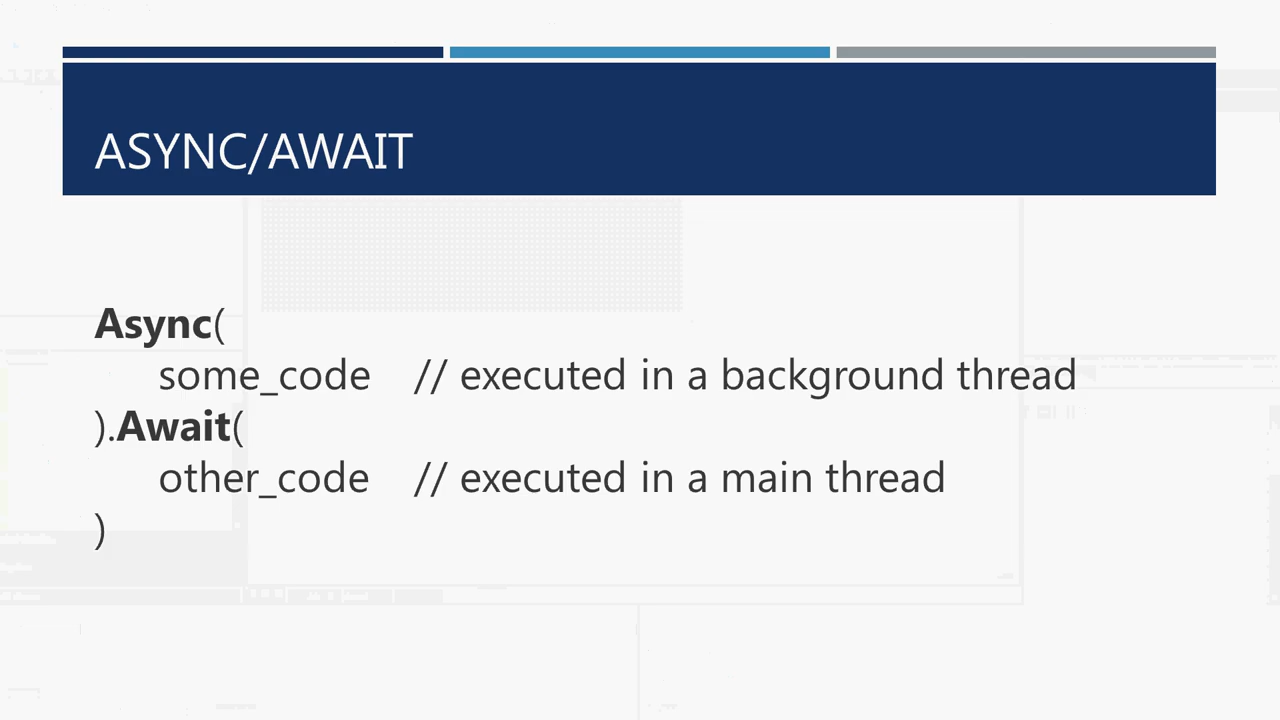 ASYNC/AWAIT
Async(
some_code // executed in a background thread
).Await(
other_code // executed in a main thread
)